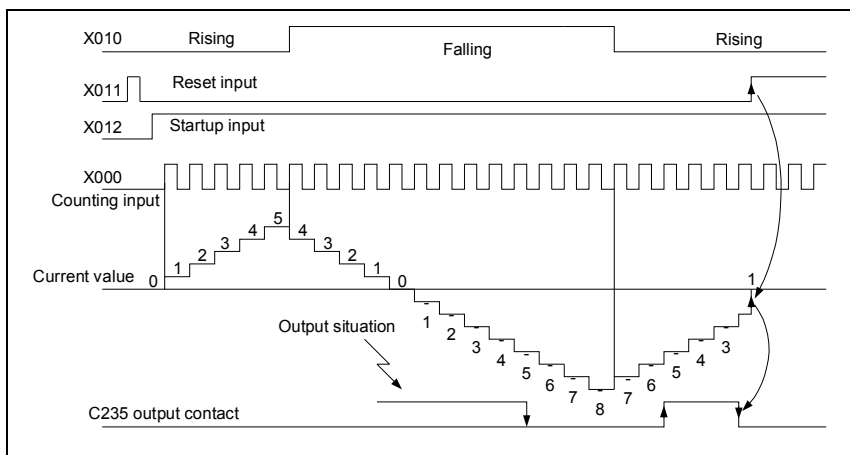 X010 Rising Falling Rising
X011 Reset input
X012 Startup input
X000
Counting input
5
4 4
3 3
2 2
1 1
0 0
Current value 1
-1
-2
-3 -3
-4 -4
-5 -5
-6 -6
-7 -7
-8
Output situation
C235 output contact